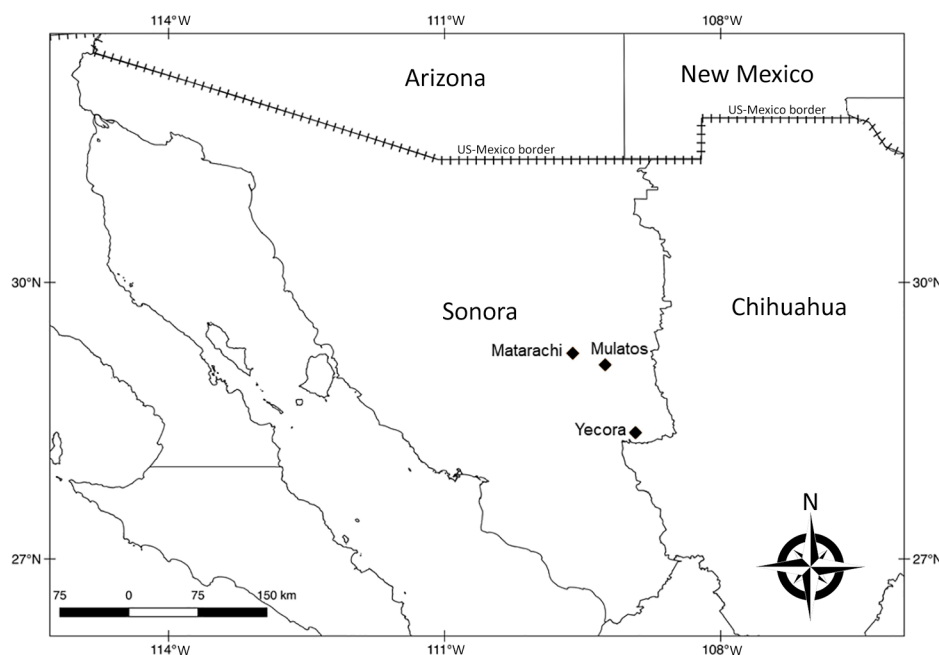 114°W 111°W 108°W
Arizona
New Mexico
US-Mexico border
US-Mexico border
30°N 30°N
Sonora
Chihuahua
Matarachi
Mulatos
Yecora
N
27°N 27°N
75 0 75 150 km
114°W 111°W 108°W